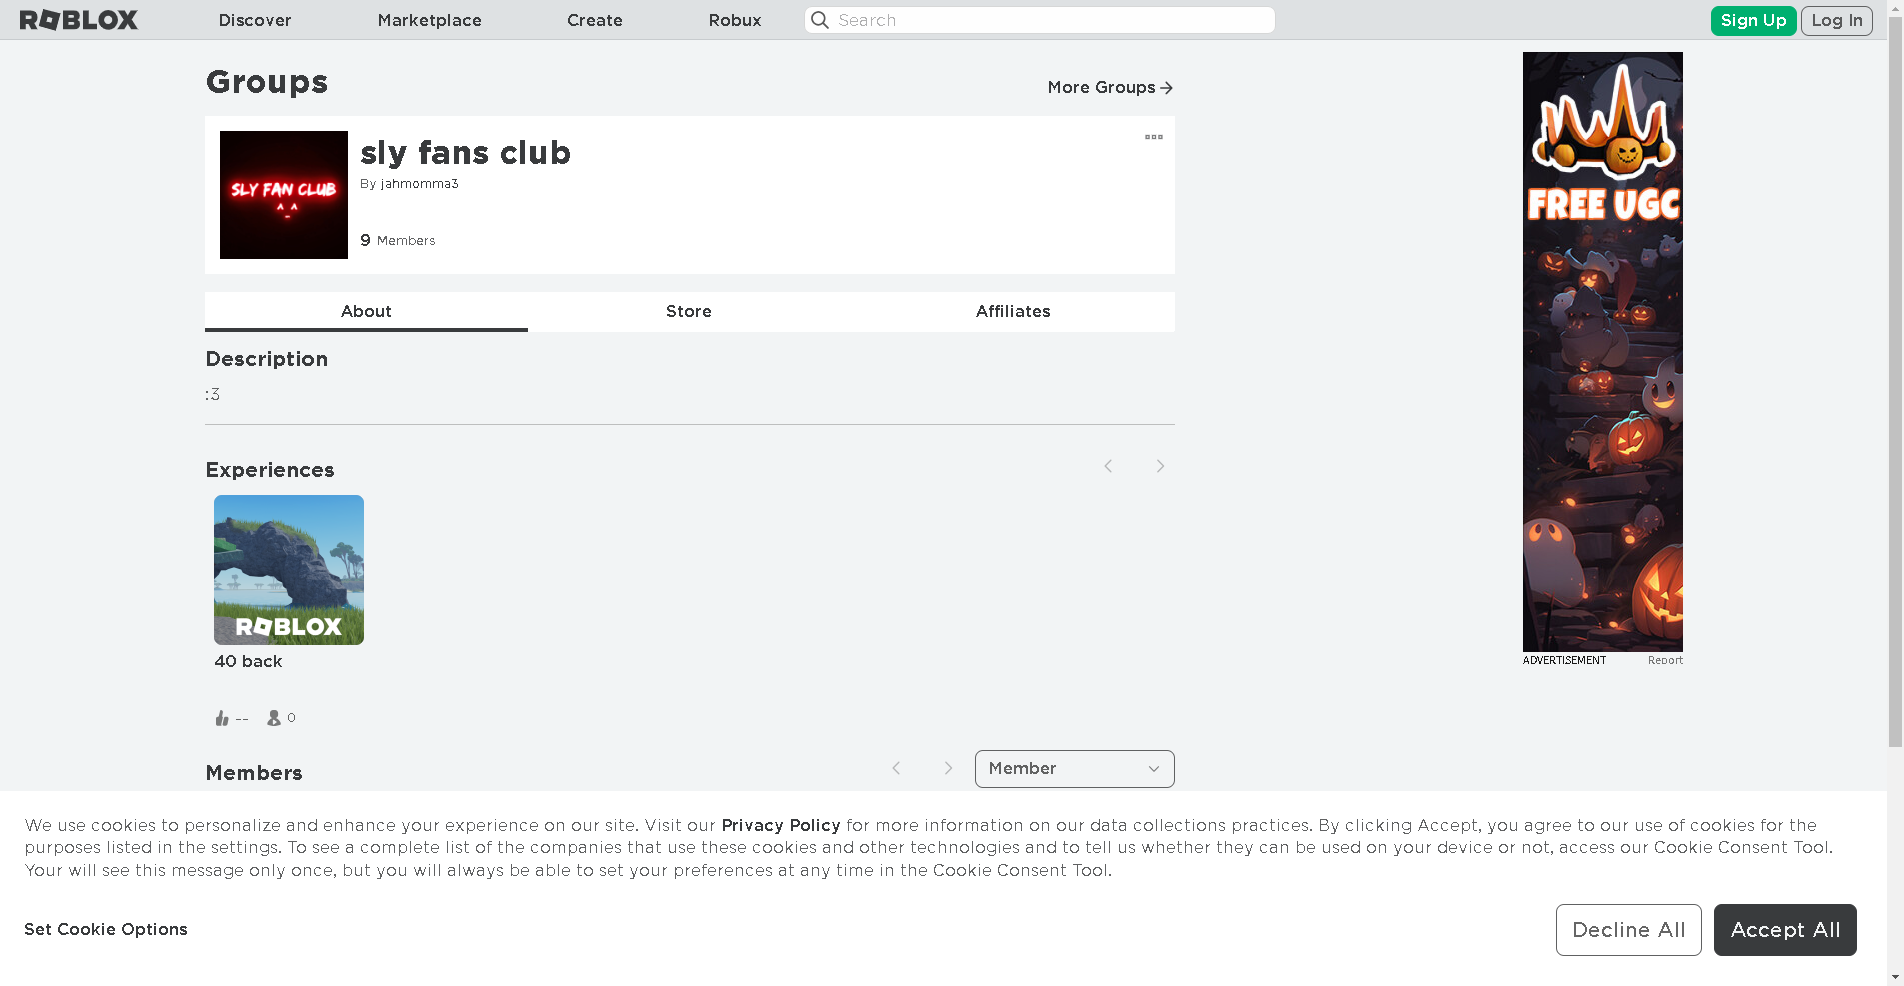 ROBLOX
Discover
Marketplace
Create
Robux
Search
Sign Up
Log In
Groups
More Groups
SLY FAN CLUB
^ ^
_
sly fans club
By jahmomma3
9 Members
About
Store
Affiliates
Description
:3
Experiences
ROBLOX
40 back
--
0
Members
Member
FREE UGC
ADVERTISEMENT
Report
We use cookies to personalize and enhance your experience on our site. Visit our Privacy Policy for more information on our data collections practices. By clicking Accept, you agree to our use of cookies for the
purposes listed in the settings. To see a complete list of the companies that use these cookies and other technologies and to tell us whether they can be used on your device or not, access our Cookie Consent Tool.
Your will see this message only once, but you will always be able to set your preferences at any time in the Cookie Consent Tool.
Set Cookie Options
Decline All
Accept All